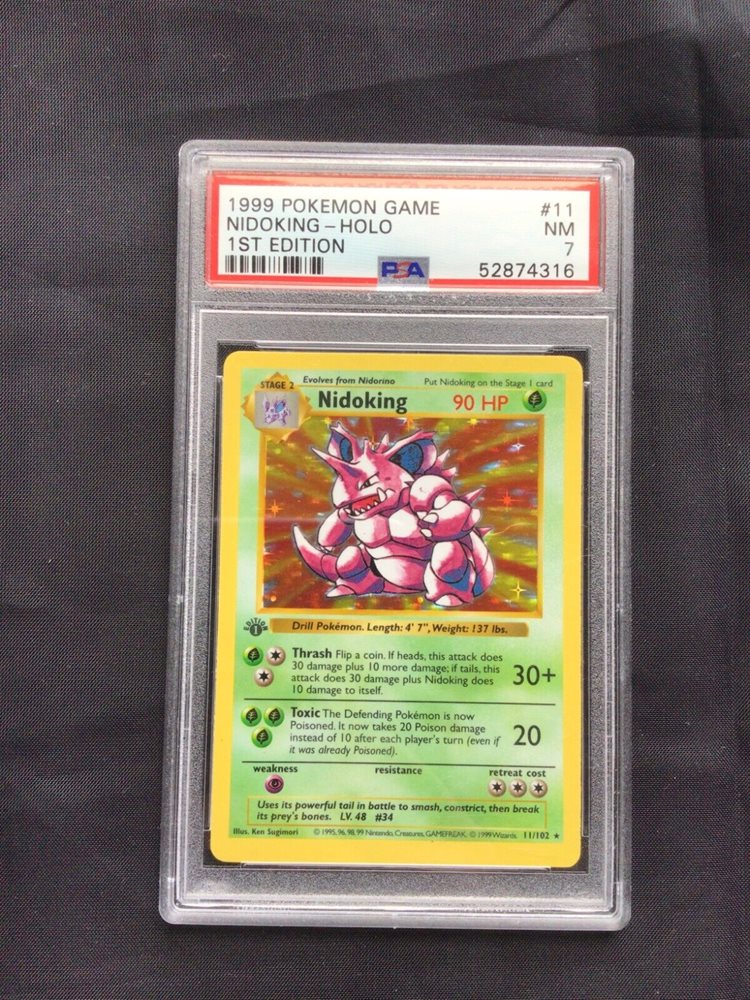 1999 POKEMON GAME #11
NIDOKING – HOLO NM
1ST EDITION 7
PSA 52874316
STAGE 2 Evolves from Nidorino Put Nidoking on the Stage 1 card
Nidoking 90 HP
EDITION 1
Drill Pokémon. Length: 4' 7", Weight: 137 lbs.
Thrash Flip a coin. If heads, this attack does
30 damage plus 10 more damage; if tails, this
attack does 30 damage plus Nidoking does
10 damage to itself.
30+
Toxic The Defending Pokémon is now
Poisoned. It now takes 20 Poison damage
instead of 10 after each player's turn (even if
it was already Poisoned).
20
weakness resistance retreat cost
Uses its powerful tail in battle to smash, constrict, then break
its prey's bones. LV. 48 #34
Illus. Ken Sugimori © 1995, 96, 98, 99 Nintendo, Creatures, GAMEFREAK. © 1999 Wizards. 11/102 ★